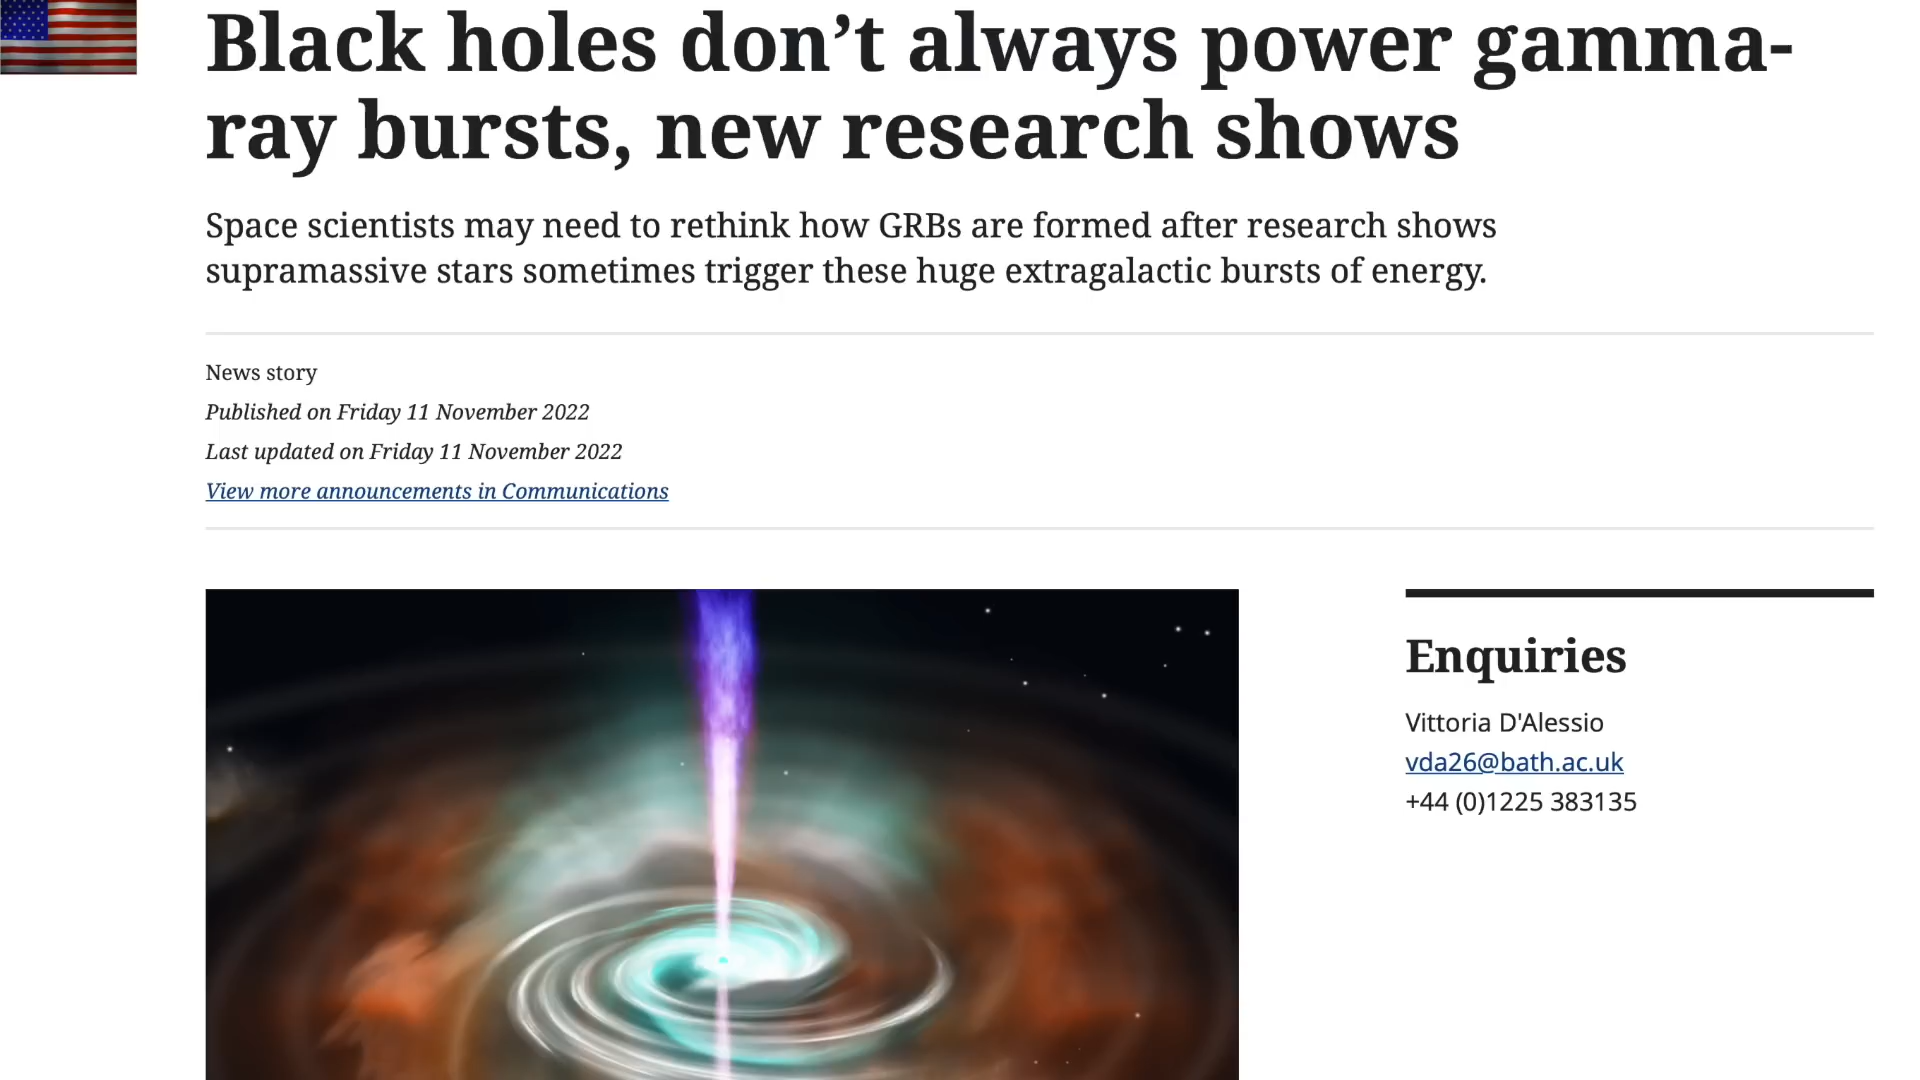 Black holes don’t always power gamma-
ray bursts, new research shows
Space scientists may need to rethink how GRBs are formed after research shows
supramassive stars sometimes trigger these huge extragalactic bursts of energy.
News story
Published on Friday 11 November 2022
Last updated on Friday 11 November 2022
View more announcements in Communications
Enquiries
Vittoria D'Alessio
vda26@bath.ac.uk
+44 (0)1225 383135